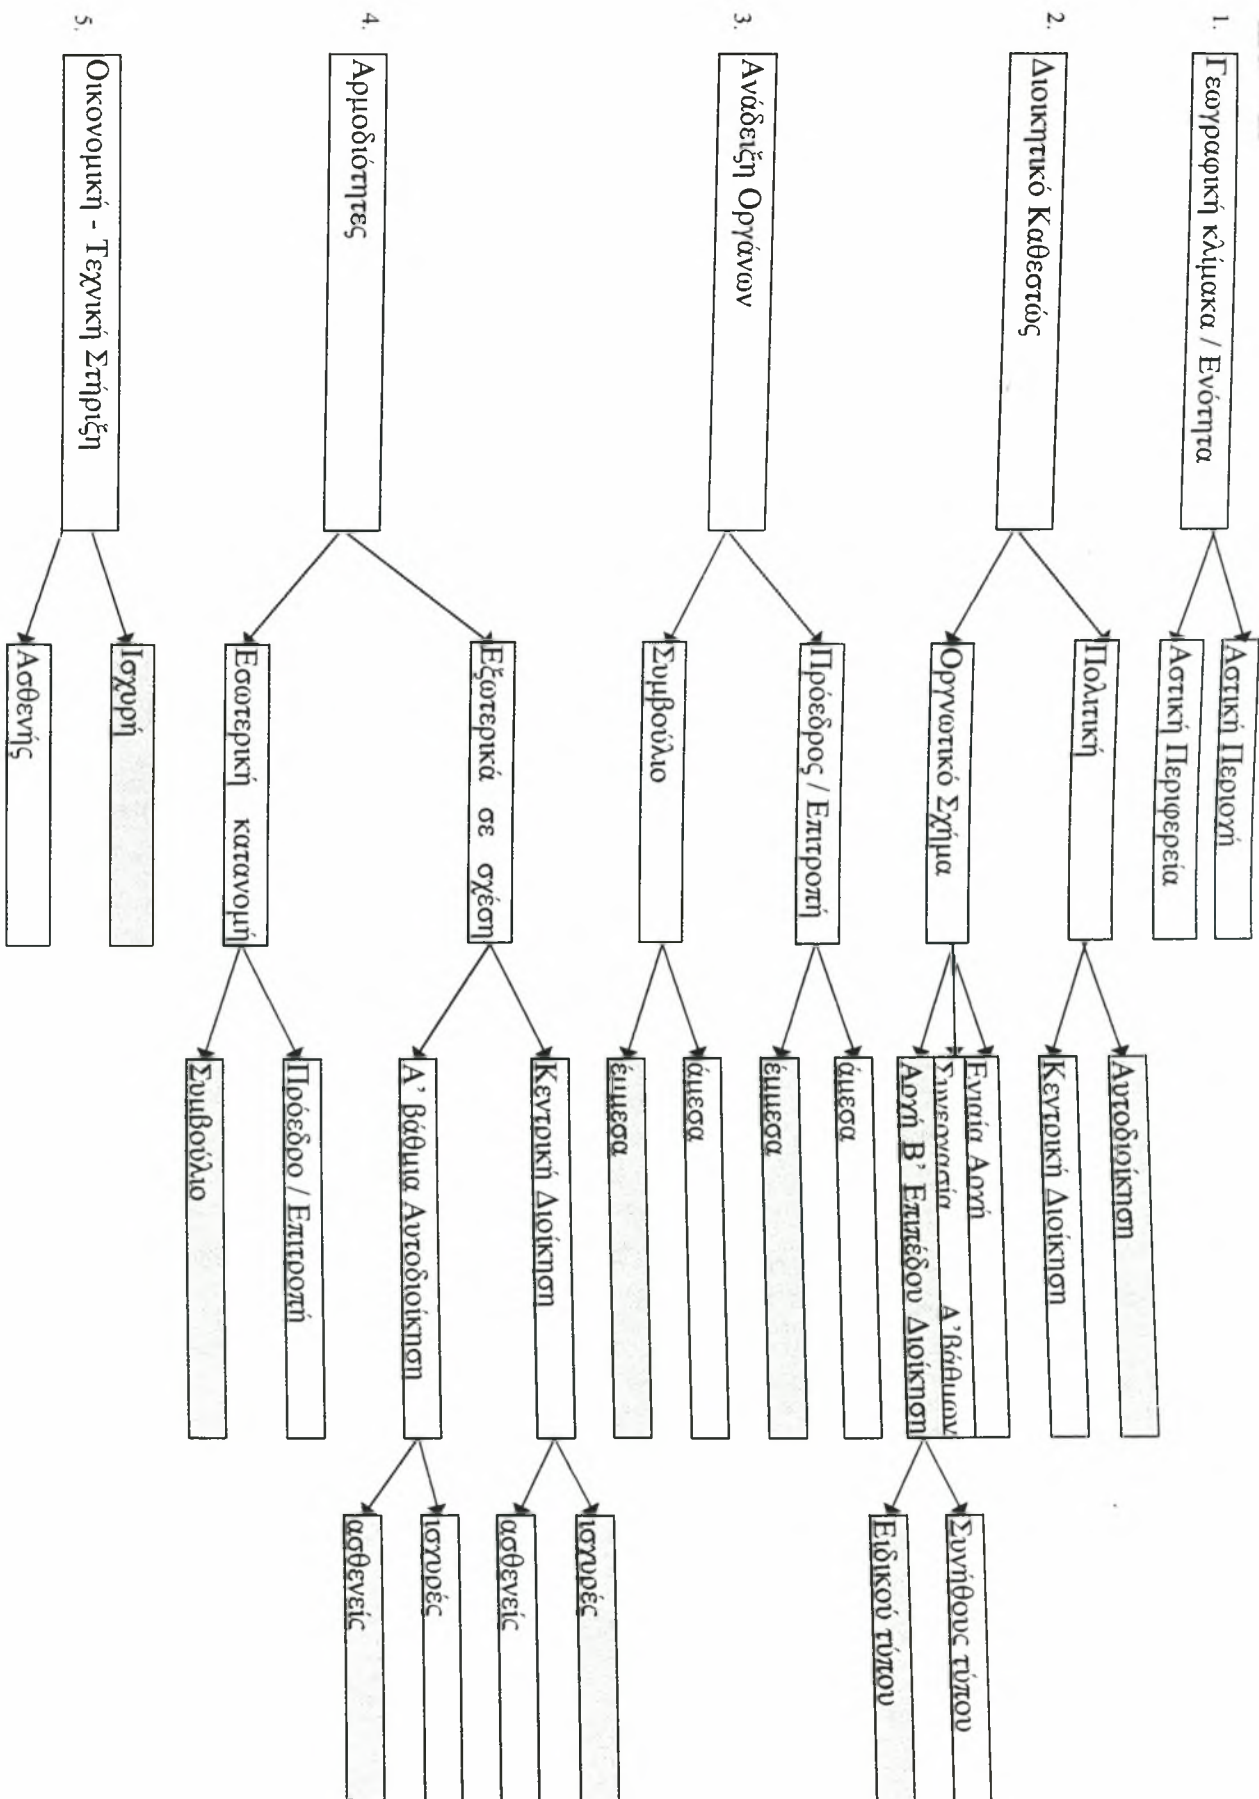 1.
Γεωγραφική κλίμακα / Ενότητα
Αστική Περιοχή
Αστική Περιφερεία
2.
Διοικητικό Καθεστώς
Πολιτική
Αυτοδιοίκηση
Κεντρική Διοίκηση
Οργνωτικό Σχήμα
Ενιαία Αρχή
Συνεργασία Α'βάθμιων
Αρχή Β' Επιπέδου Διοίκηση
Συνήθους τύπου
Ειδικού τύπου
3.
Ανάδειξη Οργάνων
Πρόεδρος / Επιτροπή
άμεσα
έμμεσα
Συμβούλιο
άμεσα
έμμεσα
4.
Αρμοδιότητες
Εξωτερικά σε σχέση
Κεντρική Διοίκηση
ισχυρές
ασθενείς
Α' βάθμια Αυτοδιοίκηση
ισχυρές
ασθενείς
Εσωτερική κατανομή
Πρόεδρο / Επιτροπή
Συμβούλιο
5.
Οικονομική - Τεχνική Στήριξη
Ισχυρή
Ασθενής